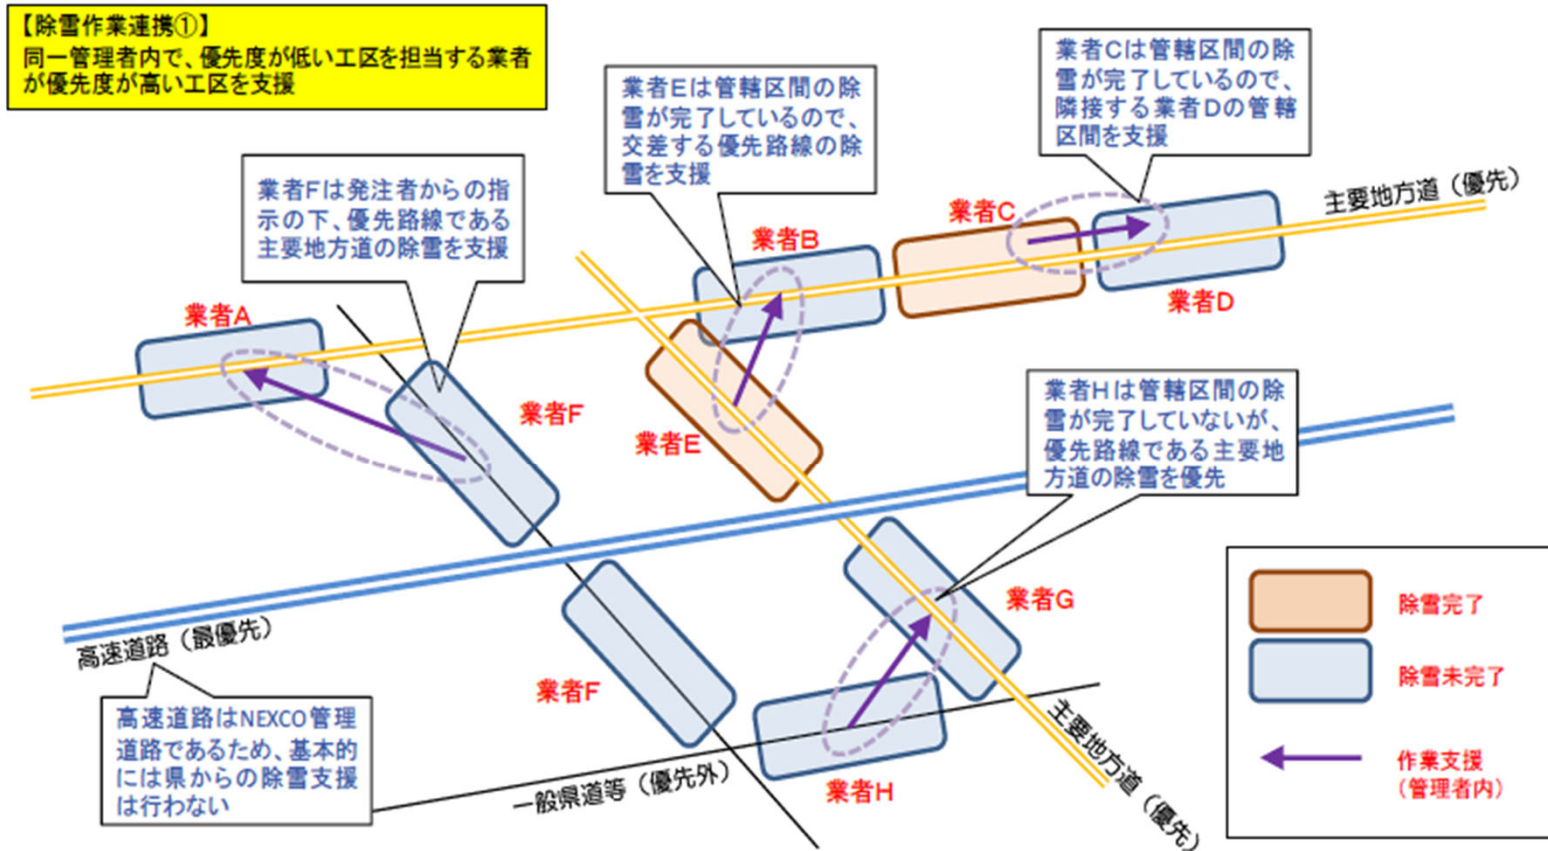 【除雪作業連携①】
同一管理者内で、優先度が低い工区を担当する業者
が優先度が高い工区を支援
業者Cは管轄区間の除
雪が完了しているので、
隣接する業者Dの管轄
区間を支援
業者Eは管轄区間の除
雪が完了しているので、
交差する優先路線の除
雪を支援
業者Fは発注者からの指
示の下、優先路線である
主要地方道の除雪を支援
主要地方道（優先）
業者C
業者B
業者D
業者A
業者F
業者E
業者Hは管轄区間の除
雪が完了していないが、
優先路線である主要地
方道の除雪を優先
業者G
高速道路（最優先）
業者F
高速道路はNEXCO管理
道路であるため、基本的
には県からの除雪支援
は行わない
一般県道等（優先外）
業者H
主要地方道（優先）
除雪完了
除雪未完了
作業支援
（管理者内）